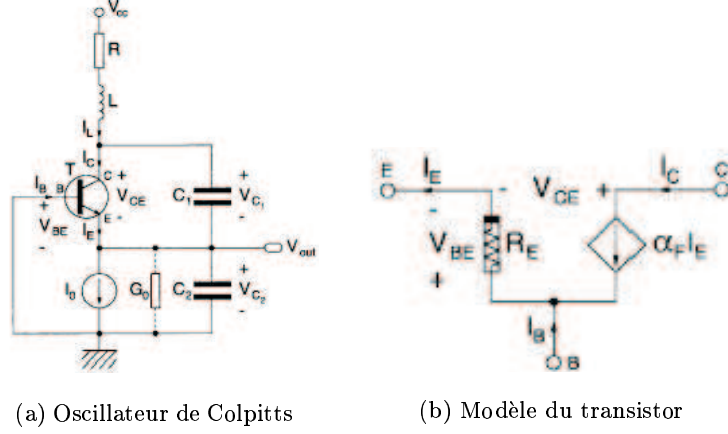 V_cc
R
L
I_L
I_C
T
C
+
I_B
B
V_CE
+
V_BE
-
E
-
I_E
C_1
+
V_C1
-
V_out
I_0
G_0
C_2
+
V_C2
-
E
I_E
-
V_CE
+
I_C
C
-
V_BE
R_E
α_F I_E
+
I_B
B
(a) Oscillateur de Colpitts
(b) Modèle du transistor